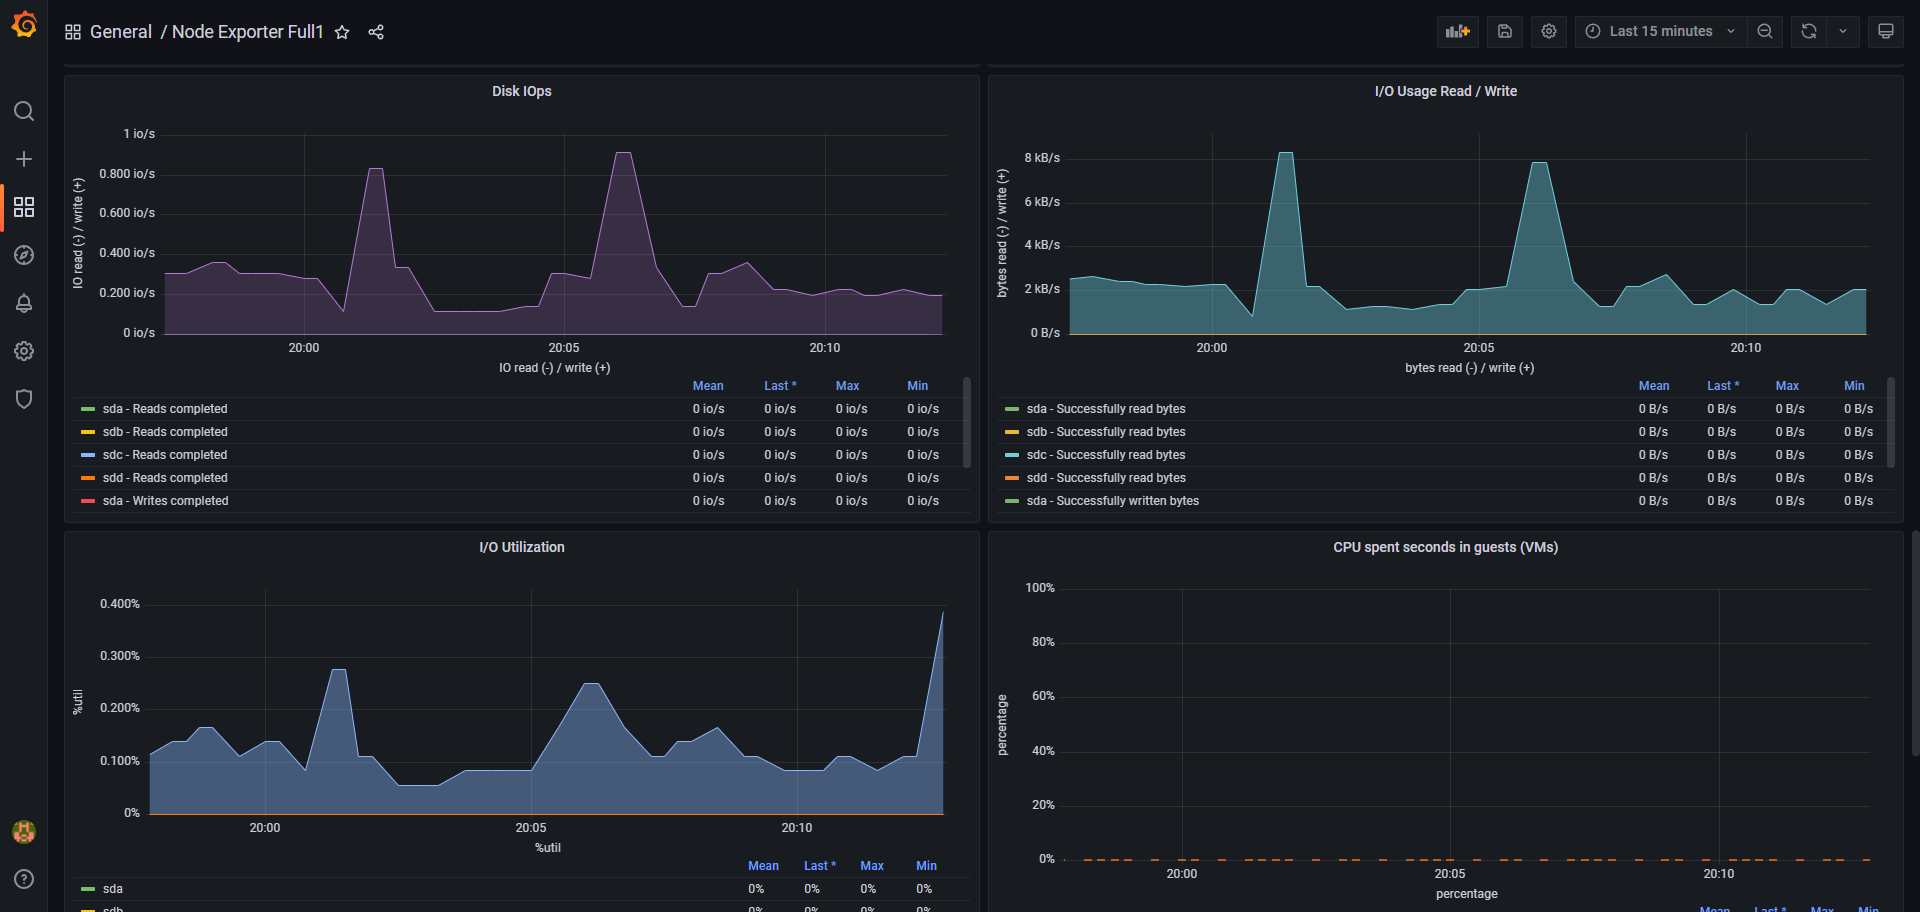 General / Node Exporter Full1
Last 15 minutes
Disk IOps
IO read (-) / write (+)
1 io/s
0.800 io/s
0.600 io/s
0.400 io/s
0.200 io/s
0 io/s
20:00 20:05 20:10
IO read (-) / write (+)
Mean Last * Max Min
sda - Reads completed 0 io/s 0 io/s 0 io/s 0 io/s
sdb - Reads completed 0 io/s 0 io/s 0 io/s 0 io/s
sdc - Reads completed 0 io/s 0 io/s 0 io/s 0 io/s
sdd - Reads completed 0 io/s 0 io/s 0 io/s 0 io/s
sda - Writes completed 0 io/s 0 io/s 0 io/s 0 io/s
I/O Usage Read / Write
bytes read (-) / write (+)
8 kB/s
6 kB/s
4 kB/s
2 kB/s
0 B/s
20:00 20:05 20:10
bytes read (-) / write (+)
Mean Last * Max Min
sda - Successfully read bytes 0 B/s 0 B/s 0 B/s 0 B/s
sdb - Successfully read bytes 0 B/s 0 B/s 0 B/s 0 B/s
sdc - Successfully read bytes 0 B/s 0 B/s 0 B/s 0 B/s
sdd - Successfully read bytes 0 B/s 0 B/s 0 B/s 0 B/s
sda - Successfully written bytes 0 B/s 0 B/s 0 B/s 0 B/s
I/O Utilization
%util
0.400%
0.300%
0.200%
0.100%
0%
20:00 20:05 20:10
%util
Mean Last * Max Min
sda 0% 0% 0% 0%
sdb 0% 0% 0% 0%
CPU spent seconds in guests (VMs)
percentage
100%
80%
60%
40%
20%
0%
20:00 20:05 20:10
percentage
Mean Last * Max Min